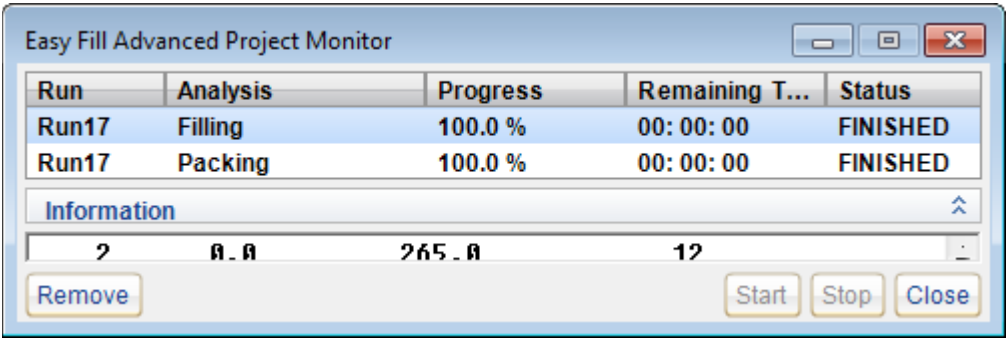 Easy Fill Advanced Project Monitor
Run Analysis Progress Remaining T... Status
Run17 Filling 100.0 % 00: 00: 00 FINISHED
Run17 Packing 100.0 % 00: 00: 00 FINISHED
Information
2 0.0 265.0 12
Remove Start Stop Close